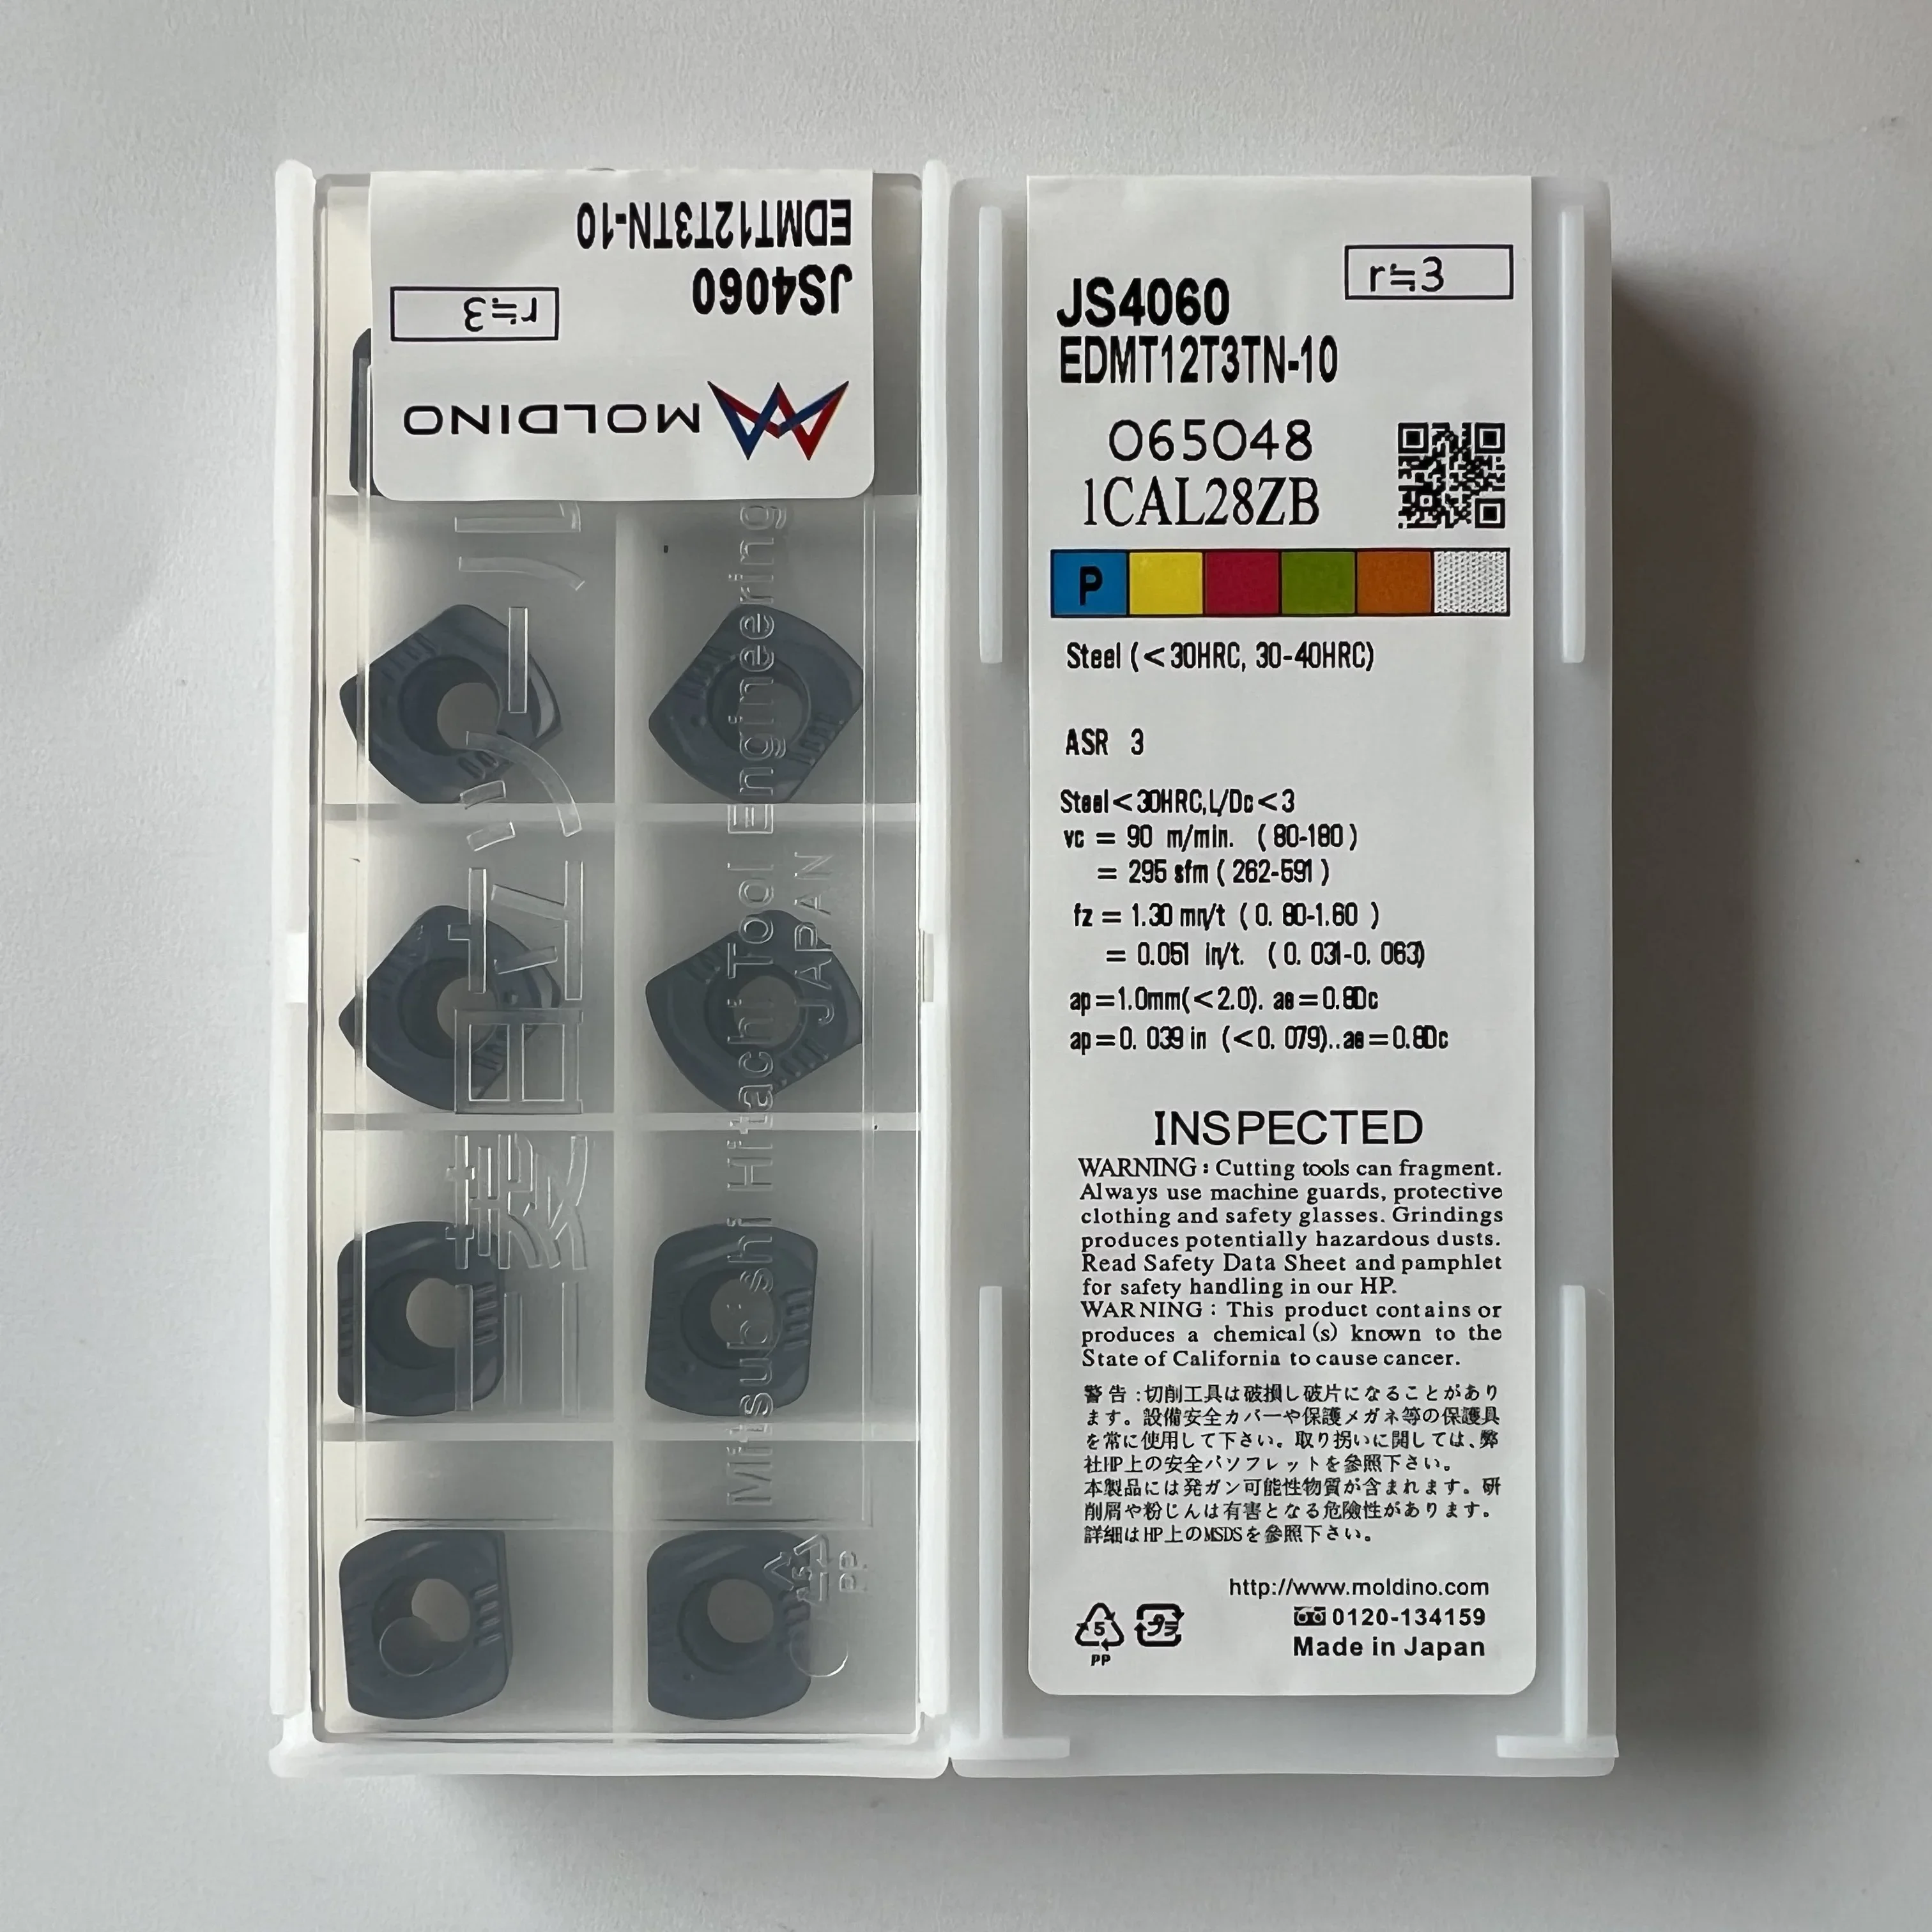 MOLDINO
r≒3
JS4060
EDMT12T3TN-10
三菱日立ツール
Mitsubishi Hitachi Tool Engineering
JAPAN
5
PP
r≒3
JS4060
EDMT12T3TN-10
065048
1CAL28ZB
P
Steel (<30HRC, 30-40HRC)
ASR 3
Steel<30HRC,L/Dc<3
vc = 90 m/min. (80-180)
= 295 sfm (262-591)
fz = 1.30 mm/t (0. 80-1.60 )
= 0.051 in/t. (0. 031-0. 063)
ap=1.0mm(<2.0). ae=0.8Dc
ap=0. 039 in (<0. 079)..ae=0.8Dc
INSPECTED
WARNING : Cutting tools can fragment.
Always use machine guards, protective
clothing and safety glasses. Grindings
produces potentially hazardous dusts.
Read Safety Data Sheet and pamphlet
for safety handling in our HP.
WARNING : This product contains or
produces a chemical (s) known to the
State of California to cause cancer.
警告:切削工具は破損し破片になることがあり
ます。設備安全カバーや保護メガネ等の保護具
を常に使用して下さい。取り拐いに関しては、弊
社HP上の安全パソフレットを参照下さい。
本製品には発ガン可能性物質が含まれます。研
削屑や粉じんは有害となる危険性があります。
詳細はHP上のMSDSを参照下さい。
http://www.moldino.com
0120-134159
Made in Japan
5
PP
プラ